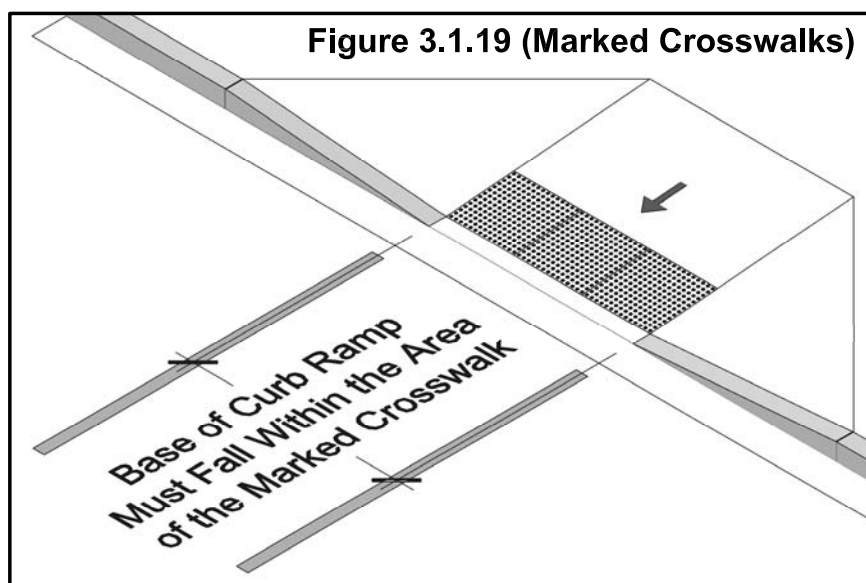 Figure 3.1.19 (Marked Crosswalks)
Base of Curb Ramp
Must Fall Within the Area
of the Marked Crosswalk